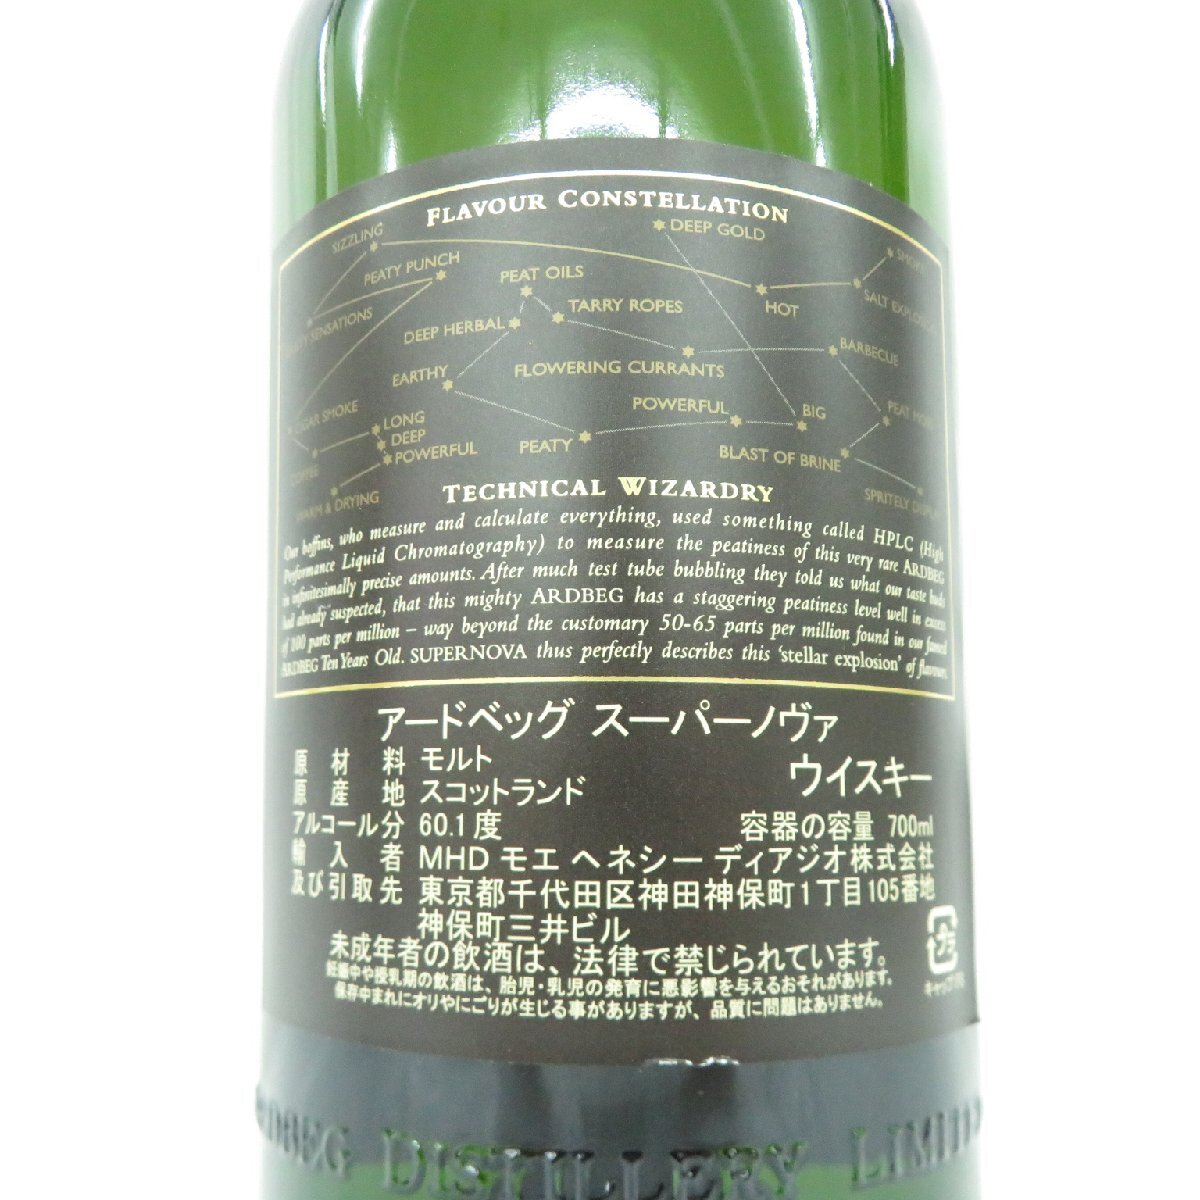 FLAVOUR CONSTELLATION
SIZZLING
DEEP GOLD
PEATY PUNCH
PEAT OILS
SMOKY
HOT
SALT EXPLOSION
SENSATIONS
DEEP HERBAL
TARRY ROPES
BARBECUE
EARTHY
FLOWERING CURRANTS
SMOKE
LONG
DEEP
POWERFUL
COFFEE
PEATY
POWERFUL
BIG
PEAT
BLAST OF BRINE
WARM & DRYING
SPRITELY
TECHNICAL WIZARDRY
Our boffins, who measure and calculate everything, used something called HPLC (High
Performance Liquid Chromatography) to measure the peatiness of this very rare ARDBEG
in infinitesimally precise amounts. After much test tube bubbling they told us what our taste buds
had already suspected, that this mighty ARDBEG has a staggering peatiness level well in excess
of 100 parts per million – way beyond the customary 50-65 parts per million found in our famed
ARDBEG Ten Years Old. SUPERNOVA thus perfectly describes this ‘stellar explosion’ of flavours.
アードベッグ スーパーノヴァ
原材料 モルト ウイスキー
原産地 スコットランド
アルコール分 60.1度 容器の容量 700ml
輸入者 MHD モエ ヘネシー ディアジオ株式会社
及び引取先 東京都千代田区神田神保町1丁目105番地
神保町三井ビル
未成年者の飲酒は、法律で禁じられています。
妊娠中や授乳期の飲酒は、胎児・乳児の発育に悪影響を与えるおそれがあります。
保存中まれにオリやにごりが生じる事がありますが、品質に問題はありません。
プラ
ARDBEG DISTILLERY LIMITED